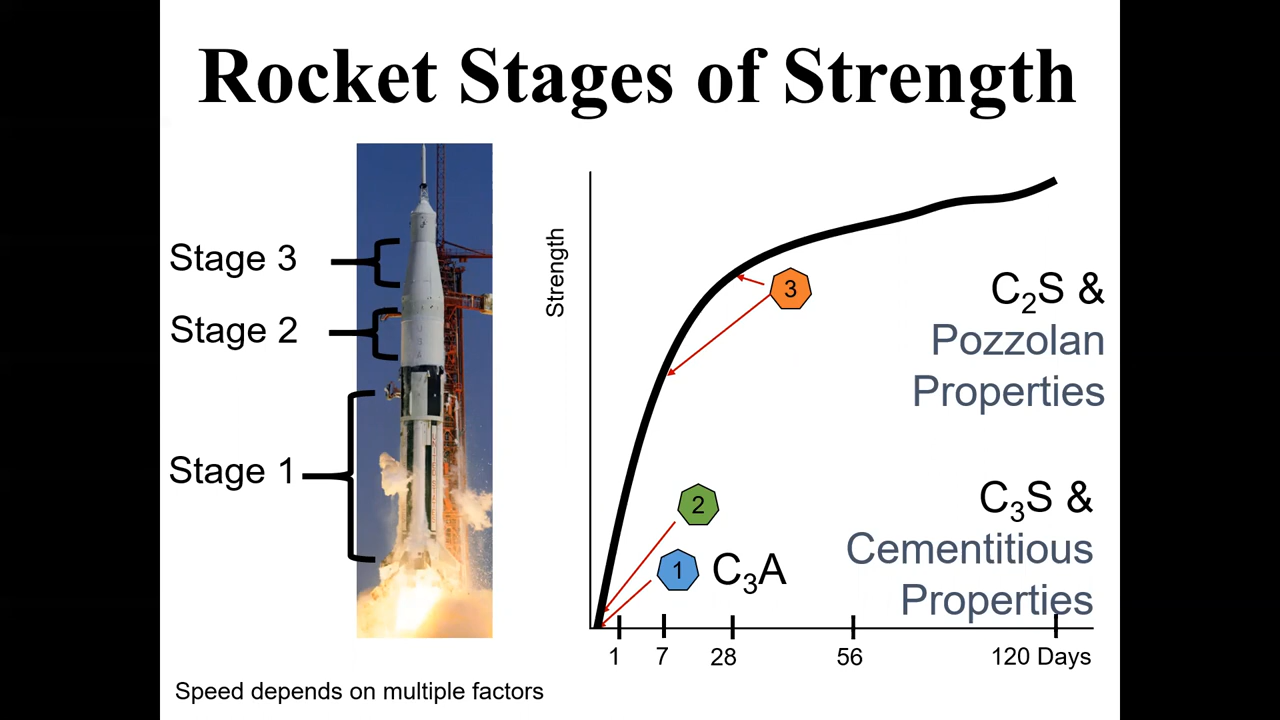 Rocket Stages of Strength
Stage 3
Stage 2
Stage 1
Strength
3
2
1
C₃A
C₂S &
Pozzolan
Properties
C₃S &
Cementitious
Properties
1 7 28 56 120 Days
Speed depends on multiple factors